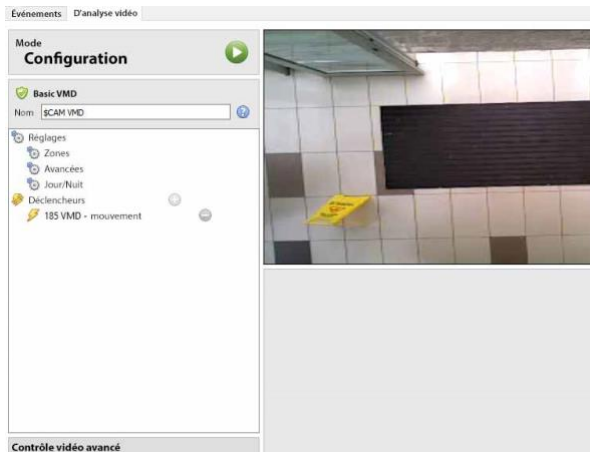 Événements D'analyse vidéo
Mode
Configuration
Basic VMD
Nom $CAM VMD
Réglages
Zones
Avancées
Jour/Nuit
Déclencheurs
185 VMD - mouvement
Contrôle vidéo avancé